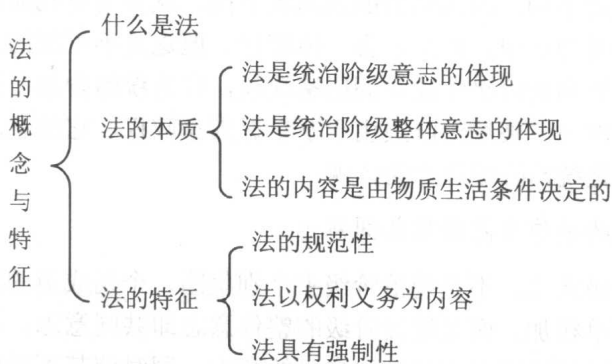 法的概念与特征
什么是法
法的本质
法是统治阶级意志的体现
法是统治阶级整体意志的体现
法的内容是由物质生活条件决定的
法的特征
法的规范性
法以权利义务为内容
法具有强制性